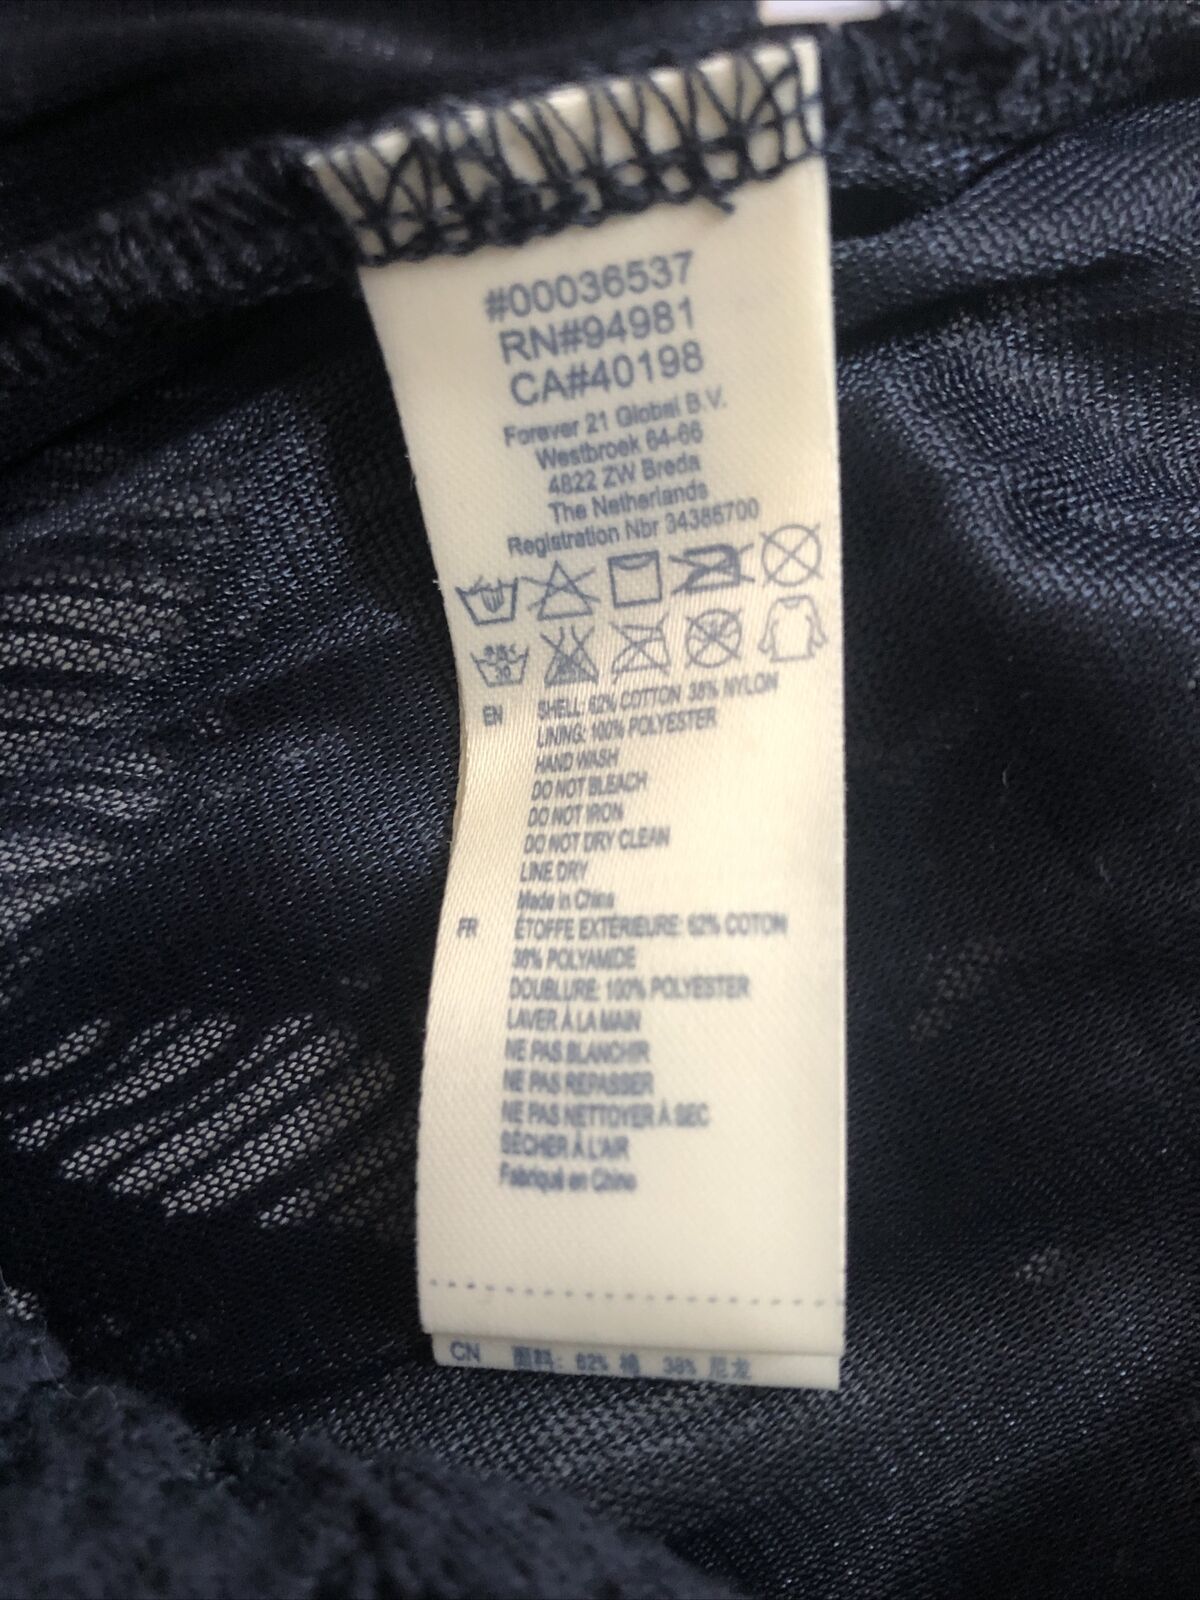 #00036537
RN#94981
CA#40198
Forever 21 Global B.V.
Westbroek 64-66
4822 ZW Breda
The Netherlands
Registration Nbr 34386700
EN SHELL: 62% COTTON 38% NYLON
LINING: 100% POLYESTER
HAND WASH
DO NOT BLEACH
DO NOT IRON
DO NOT DRY CLEAN
LINE DRY
Made in China
FR ÉTOFFE EXTÉRIEURE: 62% COTON
38% POLYAMIDE
DOUBLURE: 100% POLYESTER
LAVER À LA MAIN
NE PAS BLANCHIR
NE PAS REPASSER
NE PAS NETTOYER À SEC
SÉCHER À L'AIR
Fabriqué en Chine
CN 面料: 62% 棉 38% 尼龙